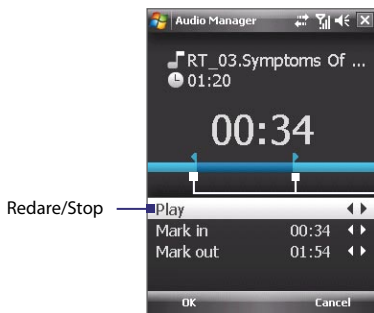 Audio Manager
RT_03.Symptoms Of ...
01:20
00:34
Redare/Stop
Play
Mark in 00:34
Mark out 01:54
OK Cancel